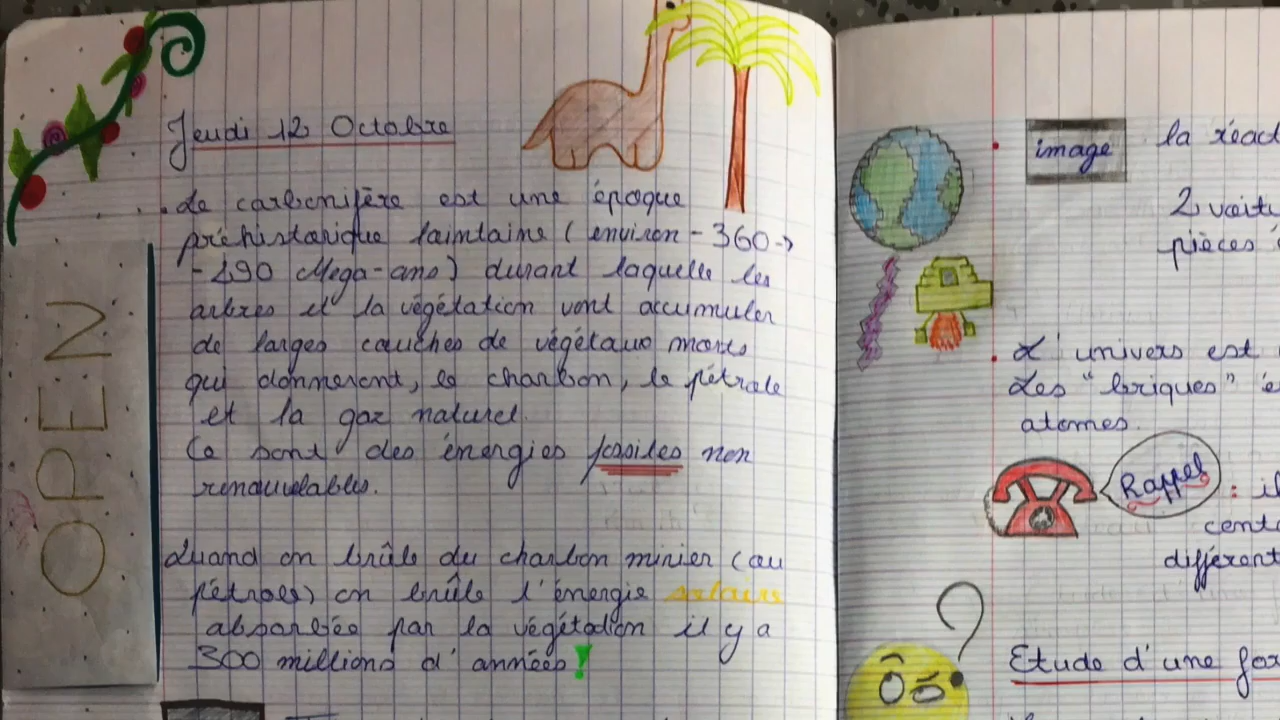 Jeudi 12 Octobre
. Le carbonifère est une époque
préhistorique lointaine (environ - 360 →
- 290 Mega-ans) durant laquelle les
arbres et la végétation vont accumuler
de larges couches de végétaux morts
qui donneront, le charbon, le pétrole
et la gaz naturel.
Ce sont des énergies fossiles non
renouvelables.
Quand on brûle du charbon minier (ou
pétrole) on brûle l'énergie solaire
absorbée par la végétation il y a
300 millions d'années!
OPEN
image la réact
2 voitu
pièces
L'univers est
Les "briques" é
atomes.
Rappel : il
cent
différent
?
Etude d'une for